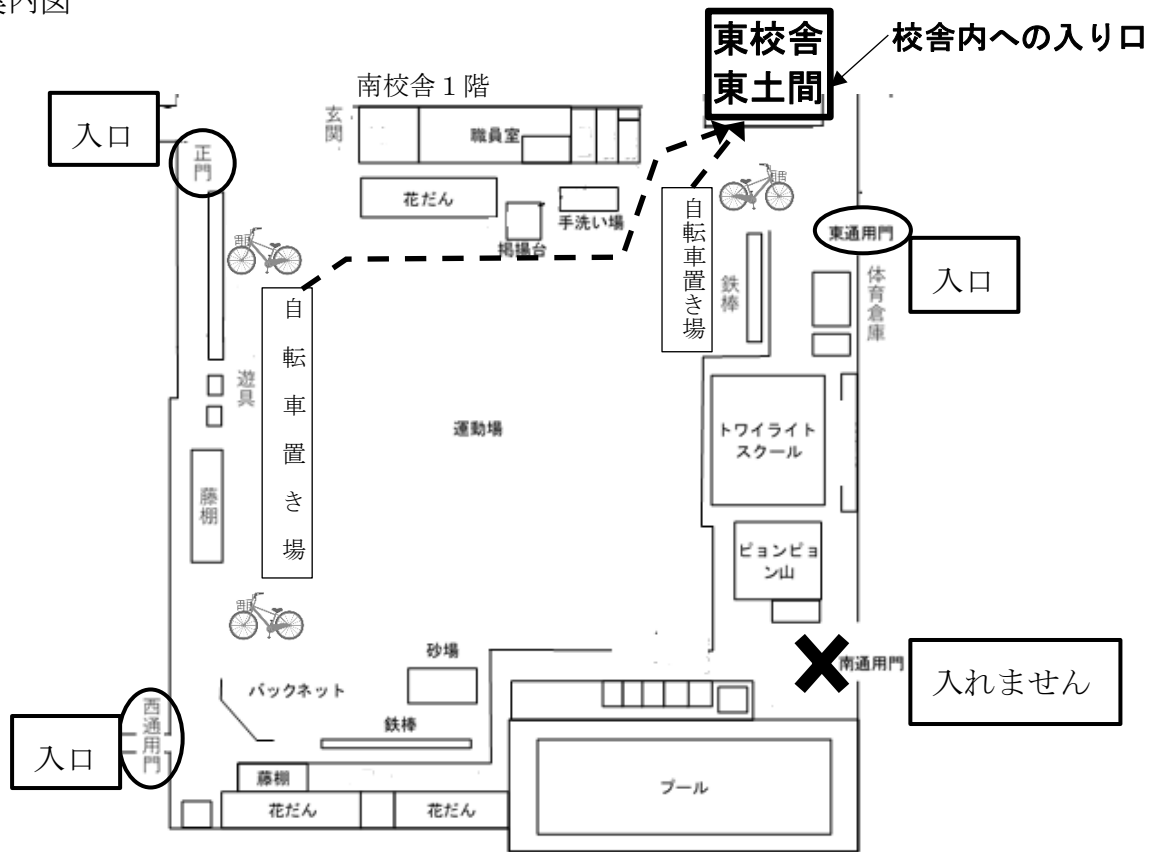 案内図
東校舎
東土間
校舎内への入り口
南校舎１階
入口
正門
玄関
職員室
花だん
手洗い場
掲揚台
自転車置き場
東通用門
入口
鉄棒
体育倉庫
自転車置き場
遊具
運動場
トワイライト
スクール
藤棚
ピョンピョ
ン山
砂場
南通用門
入れません
バックネット
西通用門
入口
鉄棒
藤棚
プール
花だん
花だん